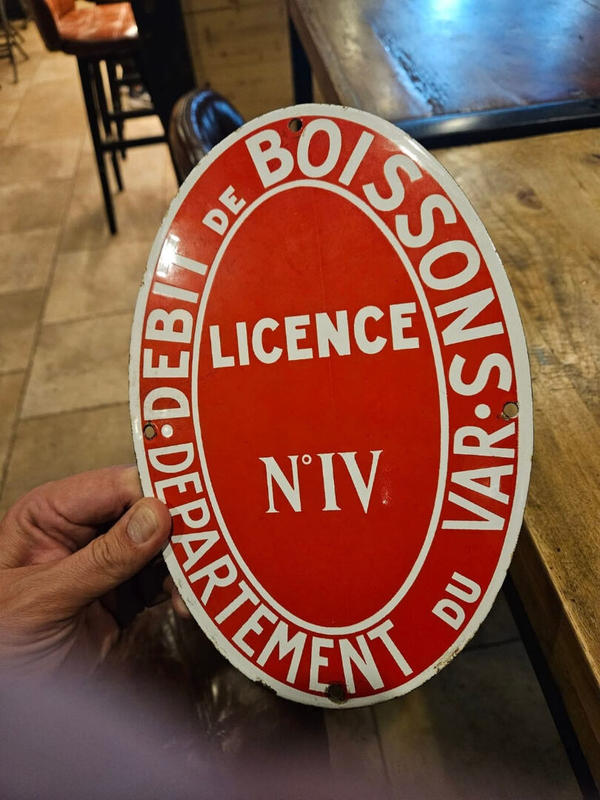 DEBIT DE BOISSONS
LICENCE
N°IV
DEPARTEMENT DU VAR